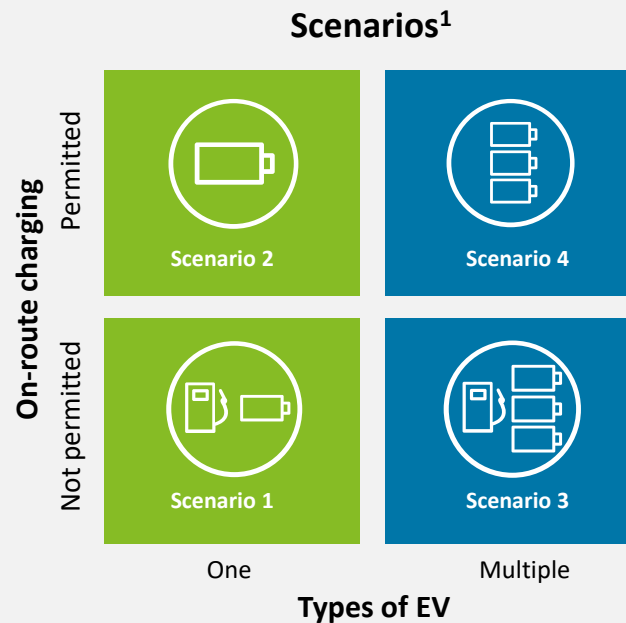 Scenarios¹
On-route charging
Permitted
Scenario 2
Scenario 4
Not permitted
Scenario 1
Scenario 3
One
Multiple
Types of EV